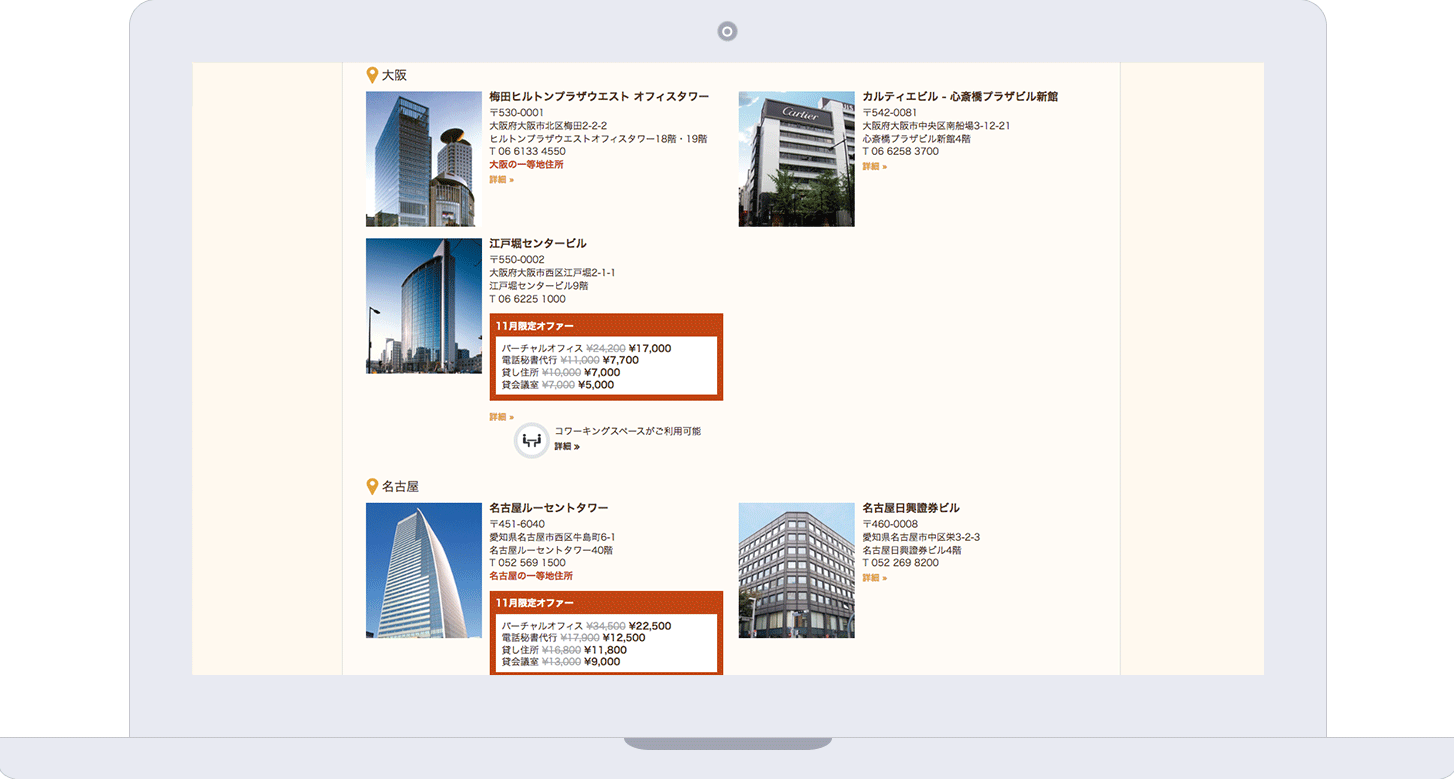 大阪
梅田ヒルトンプラザウエスト オフィスタワー
〒530-0001
大阪府大阪市北区梅田2-2-2
ヒルトンプラザウエストオフィスタワー18階・19階
T 06 6133 4550
大阪の一等地住所
詳細 »
Cartier
カルティエビル - 心斎橋プラザビル新館
〒542-0081
大阪府大阪市中央区南船場3-12-21
心斎橋プラザビル新館4階
T 06 6258 3700
詳細 »
江戸堀センタービル
〒550-0002
大阪府大阪市西区江戸堀2-1-1
江戸堀センタービル9階
T 06 6225 1000
11月限定オファー
バーチャルオフィス ¥24,200 ¥17,000
電話秘書代行 ¥11,000 ¥7,700
貸し住所 ¥10,000 ¥7,000
貸会議室 ¥7,000 ¥5,000
詳細 »
コワーキングスペースがご利用可能
詳細 »
名古屋
名古屋ルーセントタワー
〒451-6040
愛知県名古屋市西区牛島町6-1
名古屋ルーセントタワー40階
T 052 569 1500
名古屋の一等地住所
11月限定オファー
バーチャルオフィス ¥34,500 ¥22,500
電話秘書代行 ¥17,900 ¥12,500
貸し住所 ¥16,800 ¥11,800
貸会議室 ¥13,000 ¥9,000
名古屋日興證券ビル
〒460-0008
愛知県名古屋市中区栄3-2-3
名古屋日興證券ビル4階
T 052 269 8200
詳細 »